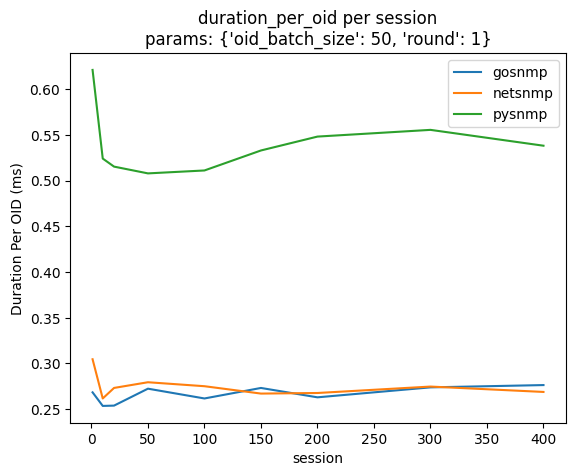 duration_per_oid per session
params: {'oid_batch_size': 50, 'round': 1}
gosnmp
netsnmp
pysnmp
0.60
0.55
0.50
0.45
0.40
0.35
0.30
0.25
Duration Per OID (ms)
0 50 100 150 200 250 300 350 400
session